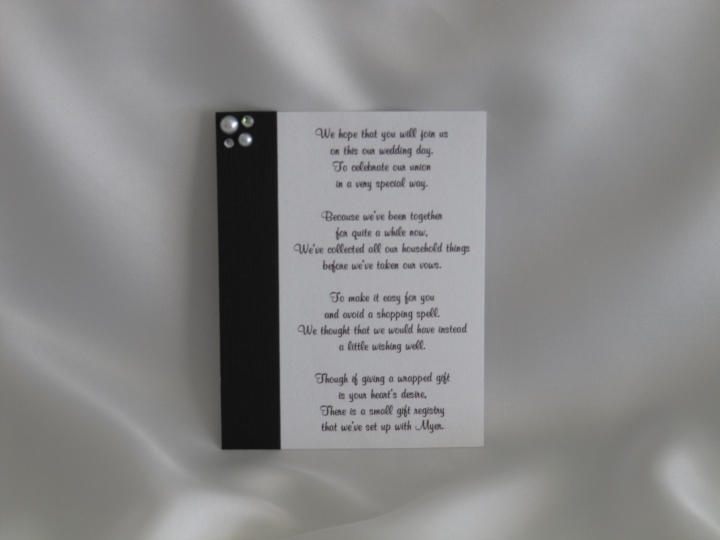 We hope that you will join us
on this our wedding day.
To celebrate our union
in a very special way.
Because we've been together
for quite a while now,
We've collected all our household things
before we've taken our vows.
To make it easy for you
and avoid a shopping spell.
We thought that we would have instead
a little wishing well.
Though if giving a wrapped gift
is your heart's desire,
There is a small gift registry
that we've set up with Myer.